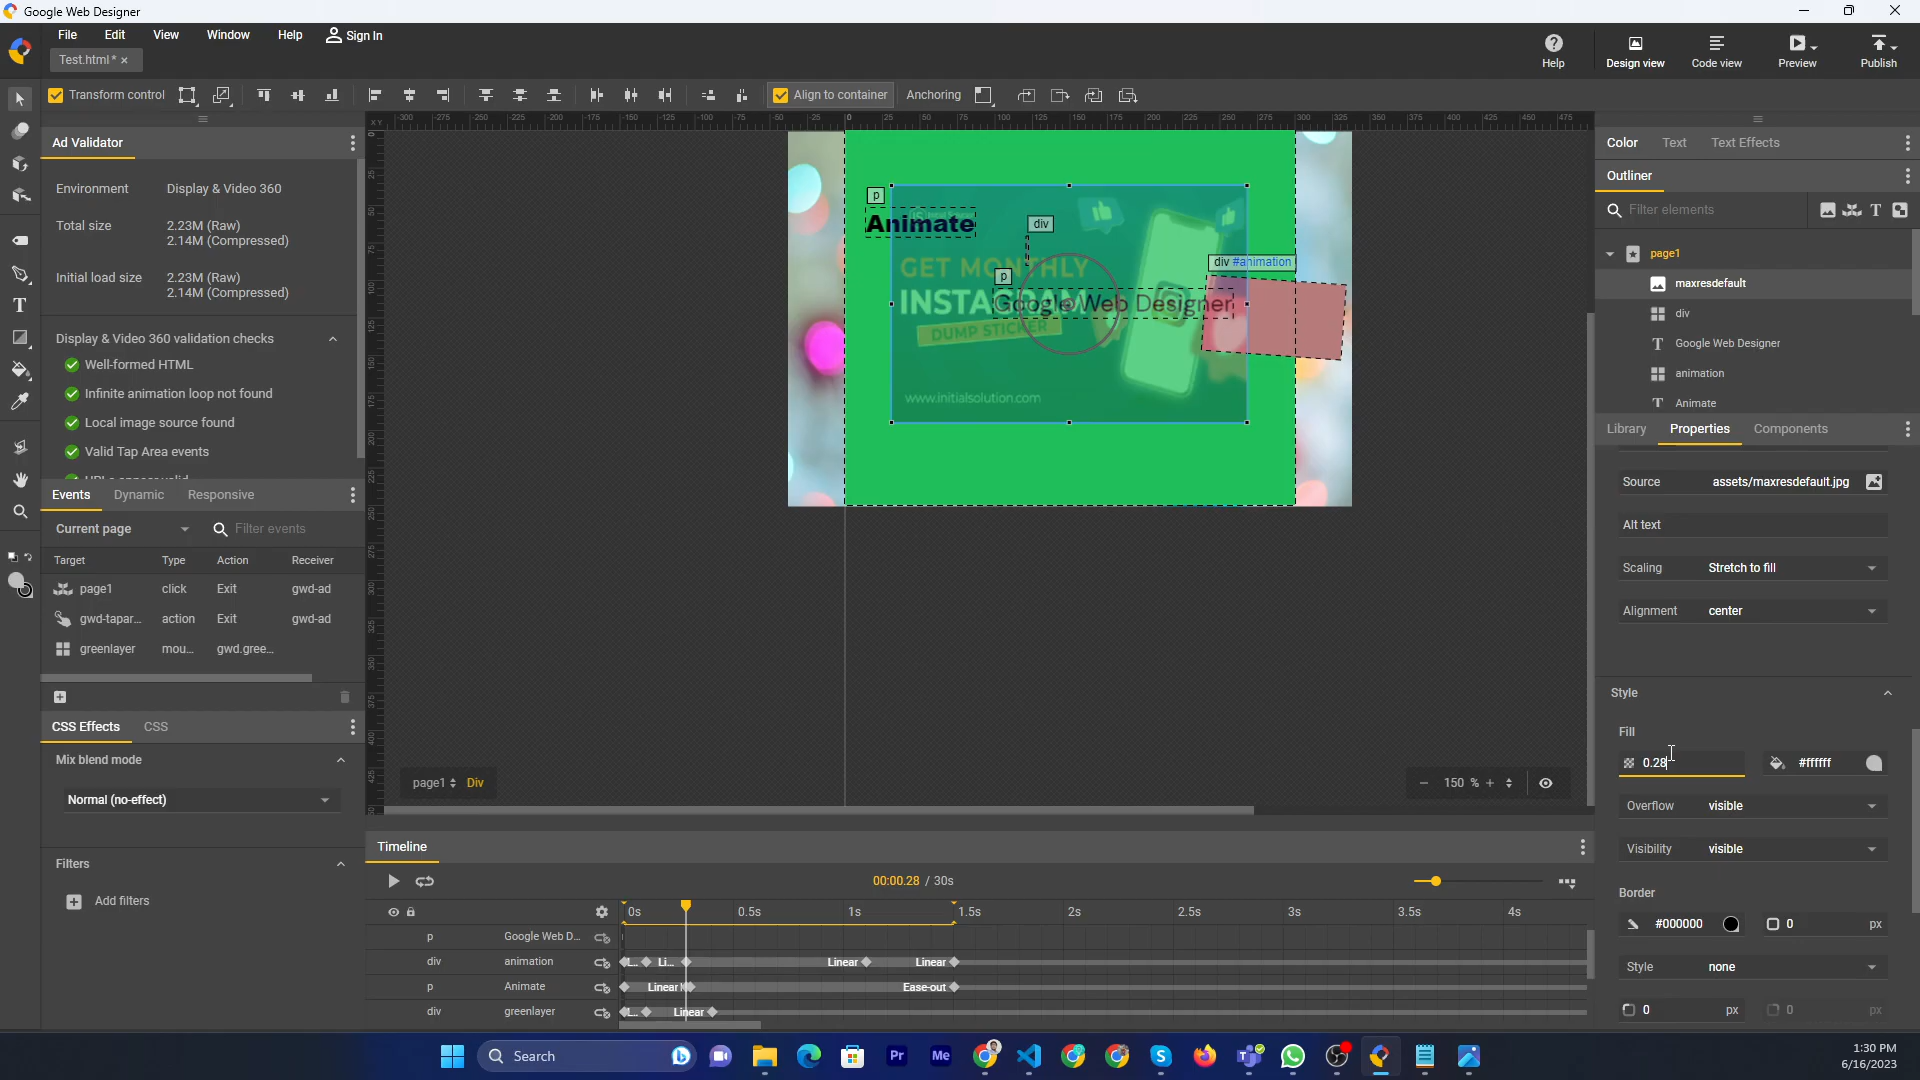 Google Web Designer
File Edit View Window Help Sign In
Test.html* ×
Help Design view Code view Preview Publish
Transform control Align to container Anchoring
Ad Validator
Environment Display & Video 360
Total size 2.23M (Raw)
2.14M (Compressed)
Initial load size 2.23M (Raw)
2.14M (Compressed)
Display & Video 360 validation checks
Well-formed HTML
Infinite animation loop not found
Local image source found
Valid Tap Area events
Events Dynamic Responsive
Current page Filter events
Target Type Action Receiver
page1 click Exit gwd-ad
gwd-tapar... action Exit gwd-ad
greenlayer mou... gwd.gree...
CSS Effects CSS
Mix blend mode
Normal (no-effect)
Filters
Add filters
p
Animate
div
p
div #animation
GET MONTHLY
INSTAGRAM
Google Web Designer
DUMP STICKER
www.initialsolution.com
page1 Div
150 % +
Timeline
00:00.28 / 30s
0s 0.5s 1s 1.5s 2s 2.5s 3s 3.5s 4s
p Google Web D...
div animation L... Li... Linear Linear
p Animate Linear Ease-out
div greenlayer L... Linear
Color Text Text Effects
Outliner
Filter elements
page1
maxresdefault
div
Google Web Designer
animation
Animate
Library Properties Components
Source assets/maxresdefault.jpg
Alt text
Scaling Stretch to fill
Alignment center
Style
Fill
0.28 #ffffff
Overflow visible
Visibility visible
Border
#000000 0 px
Style none
0 px 0 px
Search
1:30 PM
6/16/2023